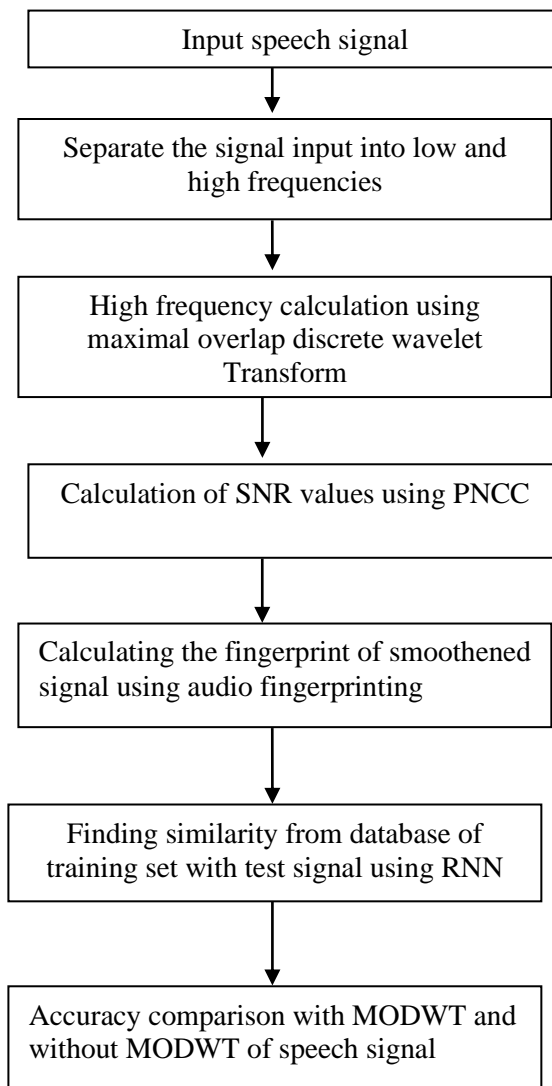 Input speech signal
Separate the signal input into low and
high frequencies
High frequency calculation using
maximal overlap discrete wavelet
Transform
Calculation of SNR values using PNCC
Calculating the fingerprint of smoothened
signal using audio fingerprinting
Finding similarity from database of
training set with test signal using RNN
Accuracy comparison with MODWT and
without MODWT of speech signal